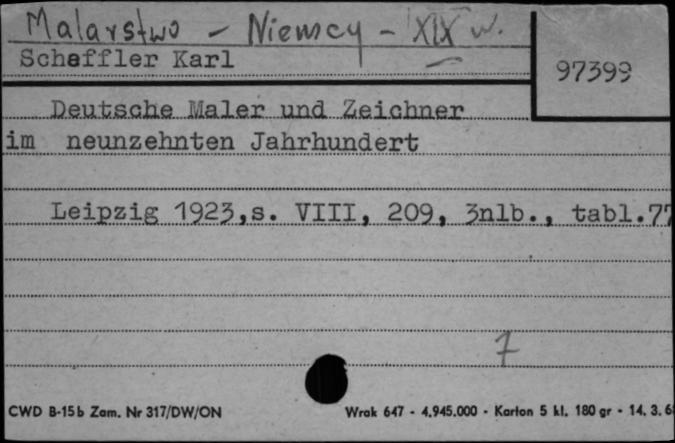 Malarstwo - Niemcy - XIX w.
Scheffler Karl
97399
Deutsche Maler und Zeichner
im neunzehnten Jahrhundert
Leipzig 1923,s. VIII, 209, 3nlb., tabl.77
7
CWD B-15b Zam. Nr 317/DW/ON
Wrak 647 - 4.945.000 - Karton 5 kl. 180 gr - 14. 3. 6